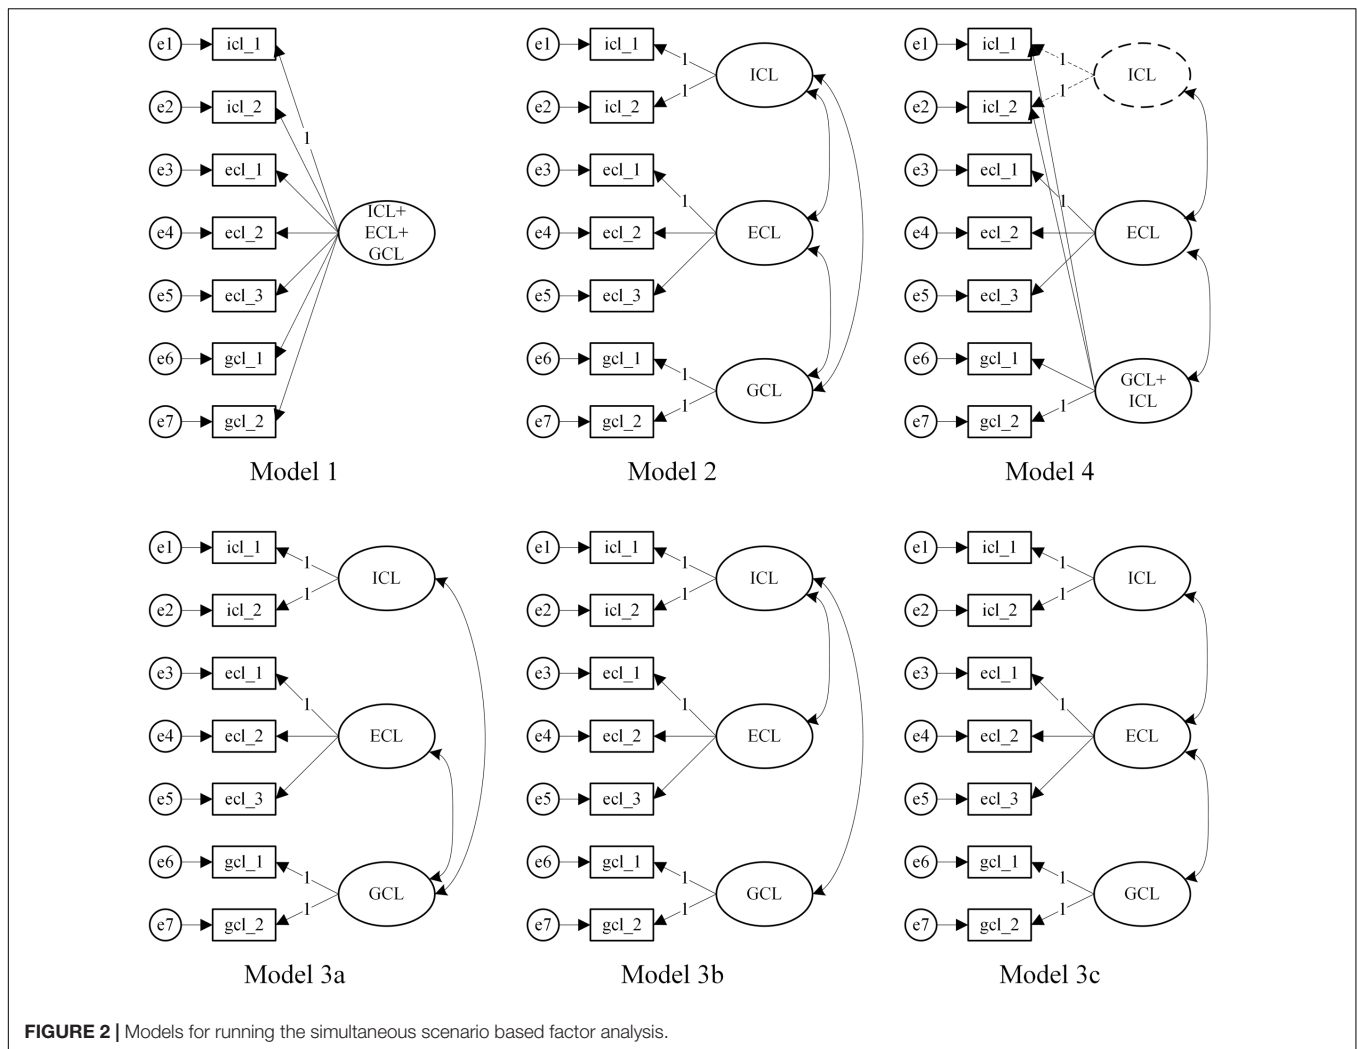 e1 icl_1
e2 icl_2
1
e3 ecl_1
e4 ecl_2
ICL+
ECL+
GCL
e5 ecl_3
e6 gcl_1
e7 gcl_2
Model 1
e1 icl_1 1 ICL
e2 icl_2 1
e3 ecl_1
1
e4 ecl_2 ECL
e5 ecl_3
e6 gcl_1 1
GCL
e7 gcl_2 1
Model 2
e1 icl_1 1 ICL
e2 icl_2 1
e3 ecl_1
1
e4 ecl_2 ECL
e5 ecl_3
e6 gcl_1
GCL+
ICL
e7 gcl_2 1
Model 4
e1 icl_1 1 ICL
e2 icl_2 1
e3 ecl_1
1
e4 ecl_2 ECL
e5 ecl_3
e6 gcl_1 1
GCL
e7 gcl_2 1
Model 3a
e1 icl_1 1 ICL
e2 icl_2 1
e3 ecl_1
1
e4 ecl_2 ECL
e5 ecl_3
e6 gcl_1 1
GCL
e7 gcl_2 1
Model 3b
e1 icl_1 1 ICL
e2 icl_2 1
e3 ecl_1
1
e4 ecl_2 ECL
e5 ecl_3
e6 gcl_1 1
GCL
e7 gcl_2 1
Model 3c
FIGURE 2 | Models for running the simultaneous scenario based factor analysis.